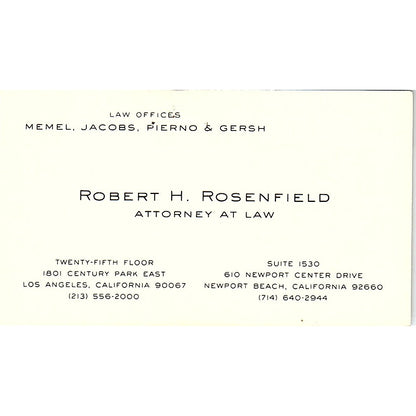 LAW OFFICES
MEMEL, JACOBS, PIERNO & GERSH
ROBERT H. ROSENFIELD
ATTORNEY AT LAW
TWENTY-FIFTH FLOOR
1801 CENTURY PARK EAST
LOS ANGELES, CALIFORNIA 90067
(213) 556-2000
SUITE 1530
610 NEWPORT CENTER DRIVE
NEWPORT BEACH, CALIFORNIA 92660
(714) 640-2944